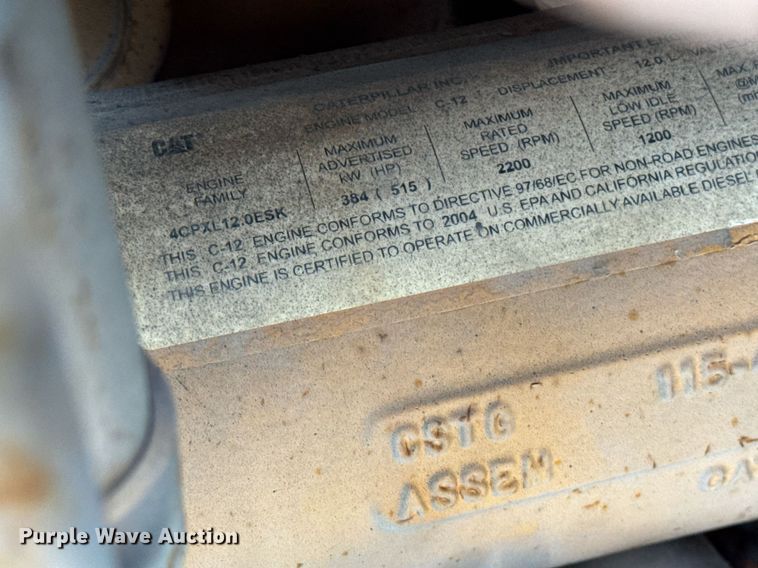 CATERPILLAR INC.
IMPORTANT
ENGINE MODEL C-12 DISPLACEMENT 12.0 L
CAT
ENGINE FAMILY
4CPXL12.0ESK
MAXIMUM ADVERTISED kW (HP)
384 ( 515 )
MAXIMUM RATED SPEED (RPM)
2200
MAXIMUM LOW IDLE SPEED (RPM)
1200
MAX.
THIS C-12 ENGINE CONFORMS TO DIRECTIVE 97/68/EC FOR NON-ROAD ENGINES
THIS C-12 ENGINE CONFORMS TO 2004 U.S. EPA AND CALIFORNIA REGULATION
THIS ENGINE IS CERTIFIED TO OPERATE ON COMMERCIALLY AVAILABLE DIESEL
CSTG 115-
ASSEM
Purple Wave Auction